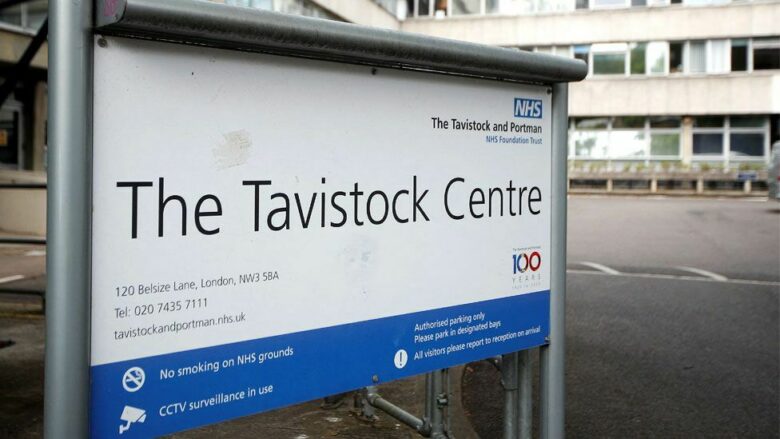 NHS
The Tavistock and Portman
NHS Foundation Trust
The Tavistock Centre
120 Belsize Lane, London, NW3 5BA
Tel: 020 7435 7111
tavistockandportman.nhs.uk
100
YEARS
No smoking on NHS grounds
CCTV surveillance in use
Authorised parking only
Please park in designated bays
All visitors please report to reception on arrival